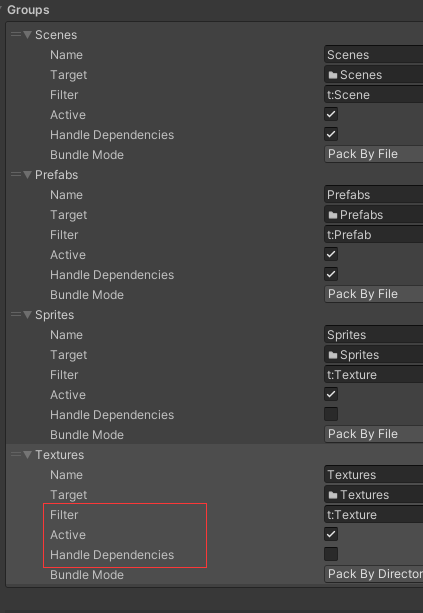 Groups
Scenes
Name Scenes
Target Scenes
Filter t:Scene
Active
Handle Dependencies
Bundle Mode Pack By File
Prefabs
Name Prefabs
Target Prefabs
Filter t:Prefab
Active
Handle Dependencies
Bundle Mode Pack By File
Sprites
Name Sprites
Target Sprites
Filter t:Texture
Active
Handle Dependencies
Bundle Mode Pack By File
Textures
Name Textures
Target Textures
Filter t:Texture
Active
Handle Dependencies
Bundle Mode Pack By Director